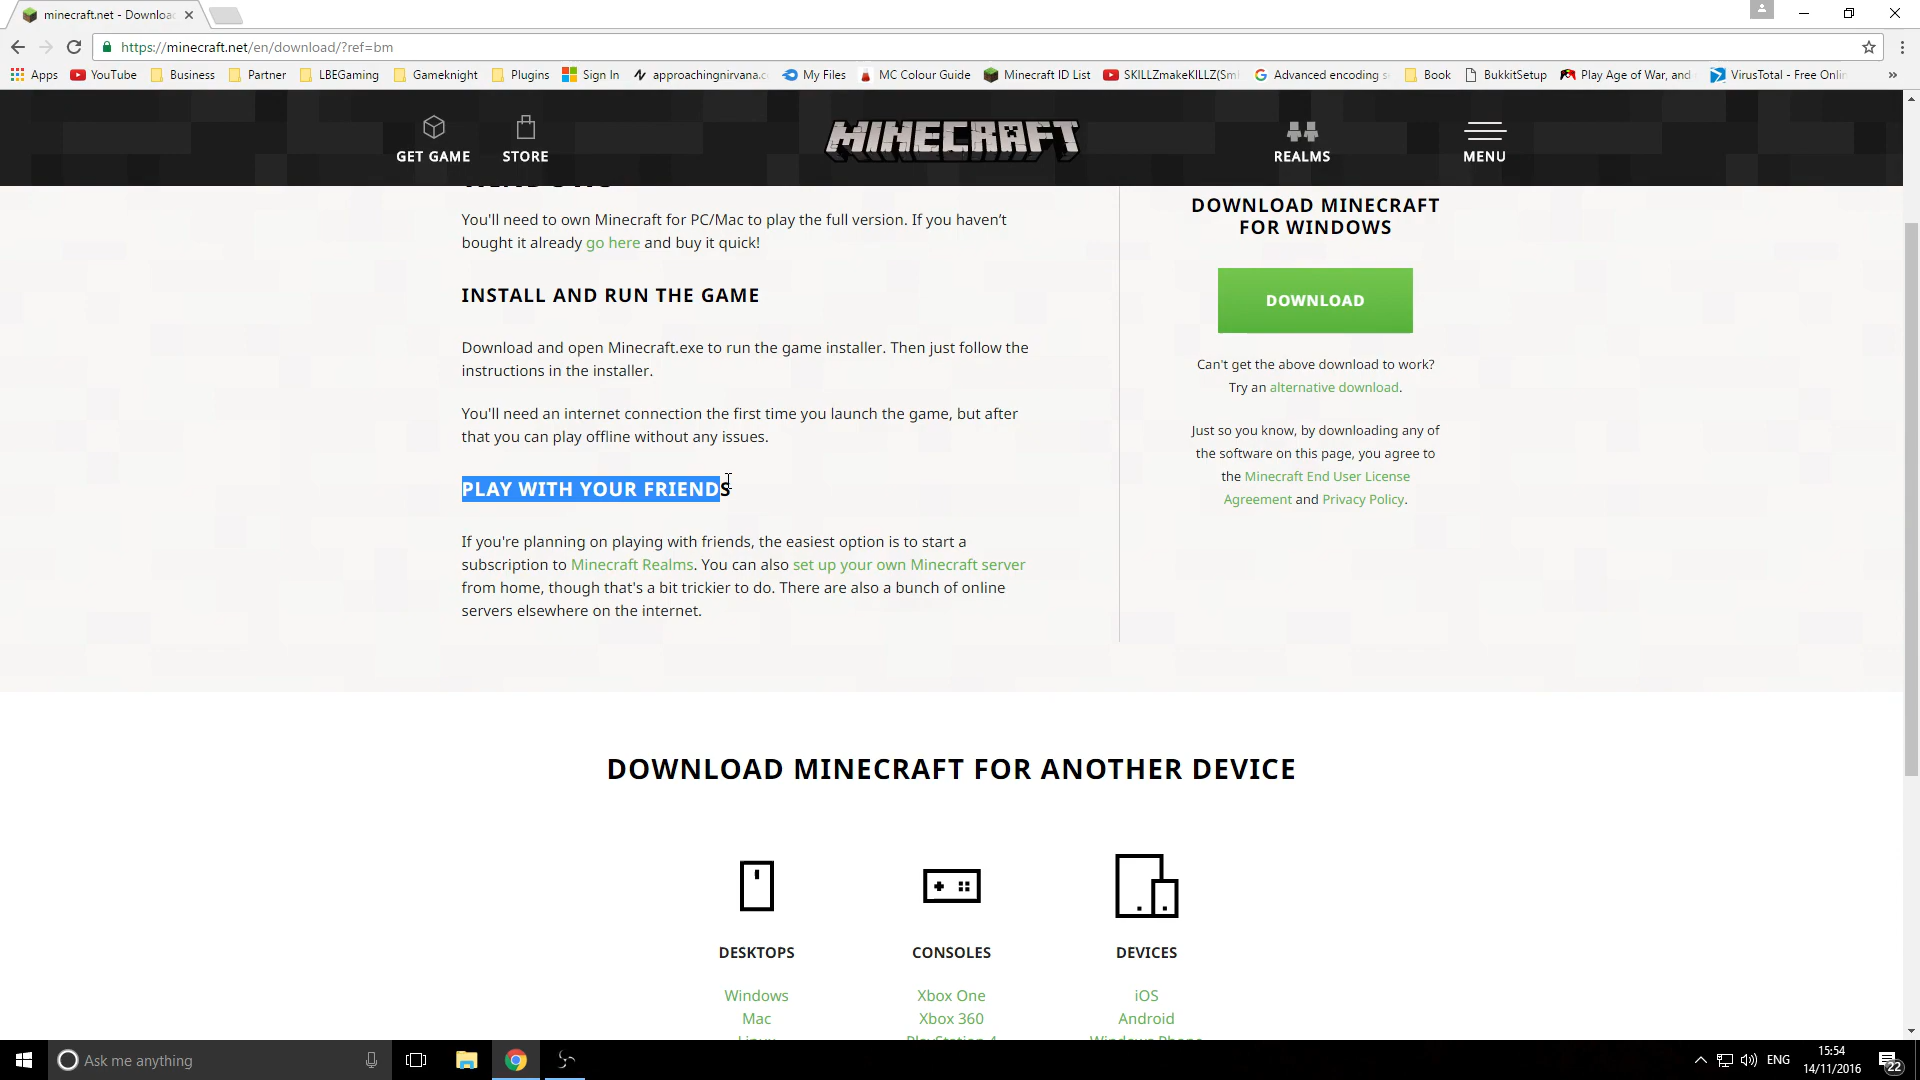 minecraft.net - Downloa
https://minecraft.net/en/download/?ref=bm
Apps YouTube Business Partner LBEGaming Gameknight Plugins Sign In approachingnirvana.c My Files MC Colour Guide Minecraft ID List SKILLZmakeKILLZ(Smi Advanced encoding s Book BukkitSetup Play Age of War, and VirusTotal - Free Onlin »
GET GAME STORE MINECRAFT REALMS MENU
You'll need to own Minecraft for PC/Mac to play the full version. If you haven’t
bought it already go here and buy it quick!
INSTALL AND RUN THE GAME
Download and open Minecraft.exe to run the game installer. Then just follow the
instructions in the installer.
You'll need an internet connection the first time you launch the game, but after
that you can play offline without any issues.
PLAY WITH YOUR FRIENDS
If you're planning on playing with friends, the easiest option is to start a
subscription to Minecraft Realms. You can also set up your own Minecraft server
from home, though that's a bit trickier to do. There are also a bunch of online
servers elsewhere on the internet.
DOWNLOAD MINECRAFT
FOR WINDOWS
DOWNLOAD
Can't get the above download to work?
Try an alternative download.
Just so you know, by downloading any of
the software on this page, you agree to
the Minecraft End User License
Agreement and Privacy Policy.
DOWNLOAD MINECRAFT FOR ANOTHER DEVICE
DESKTOPS CONSOLES DEVICES
Windows Xbox One iOS
Mac Xbox 360 Android
Linux PlayStation 4 Windows Phone
Ask me anything
ENG
15:54
14/11/2016
22